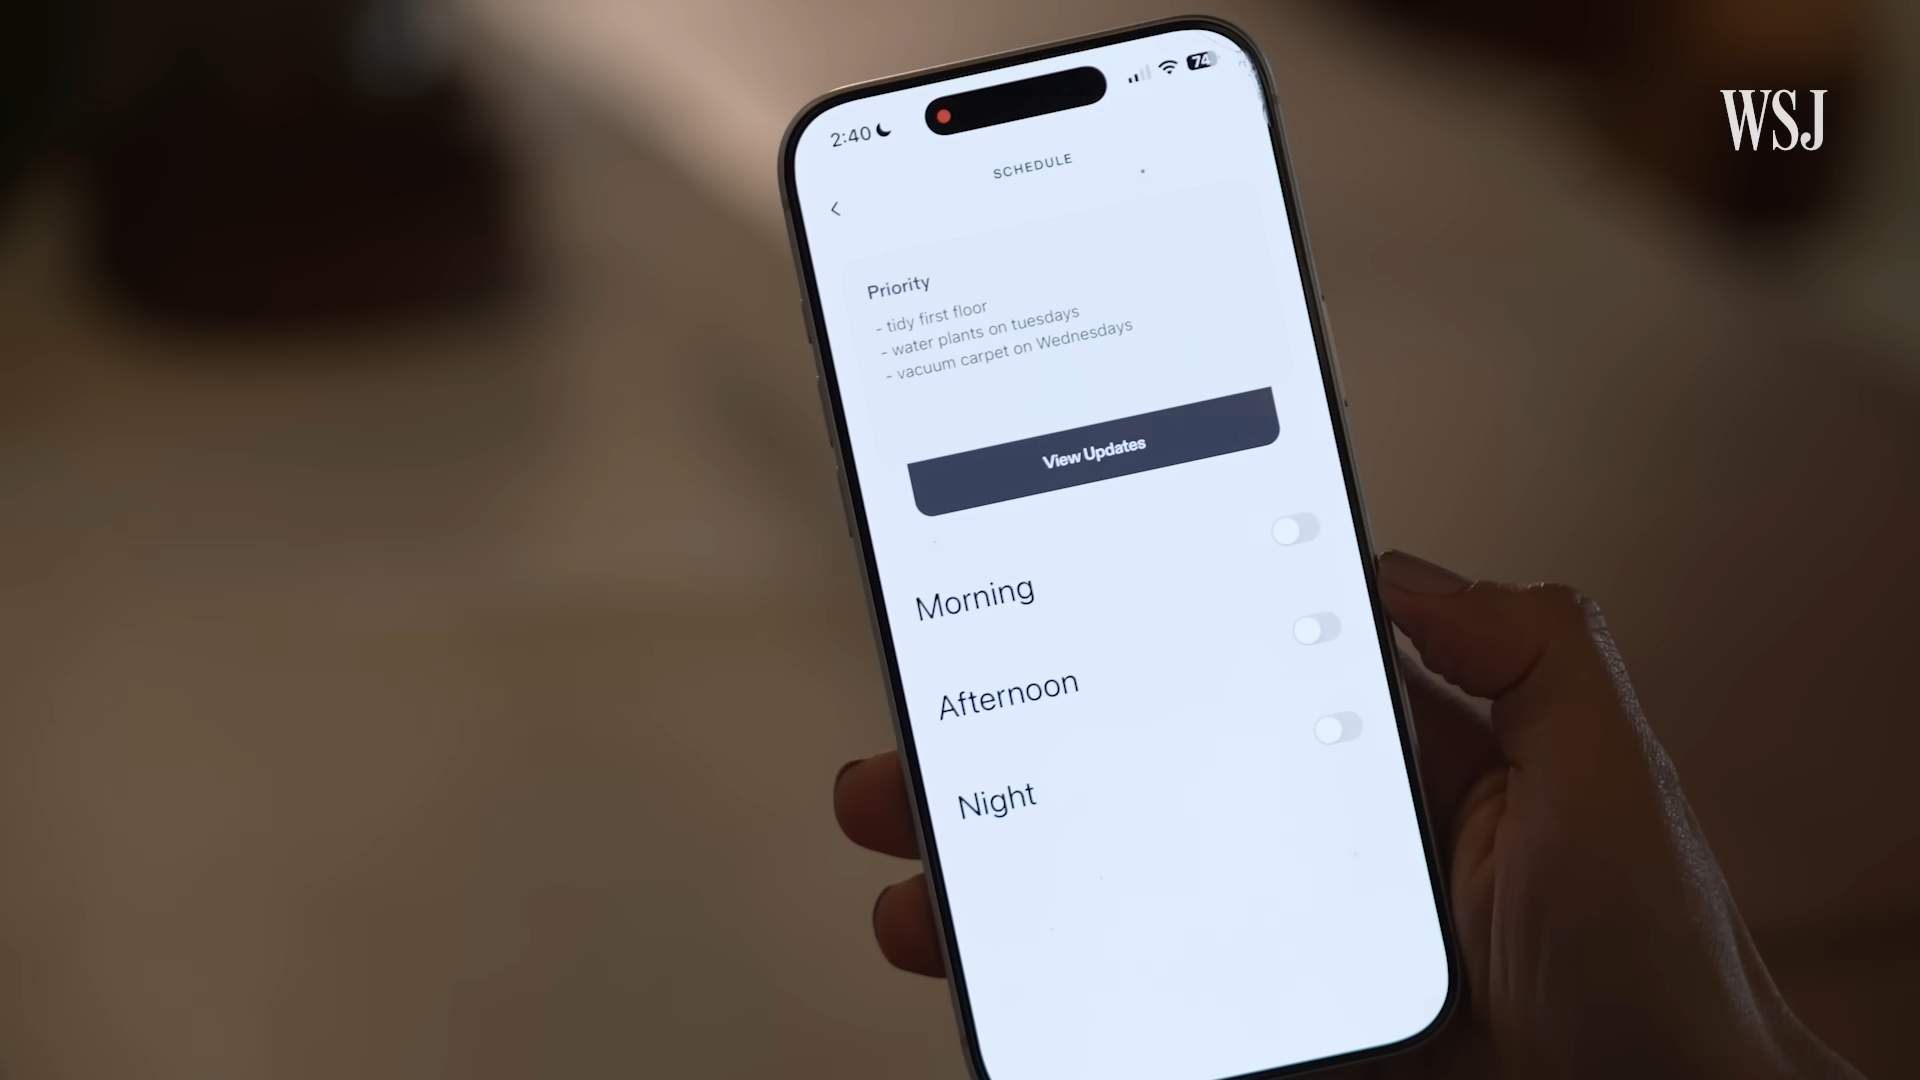 WSJ
2:40
74
SCHEDULE
Priority
- tidy first floor
- water plants on tuesdays
- vacuum carpet on Wednesdays
View Updates
Morning
Afternoon
Night